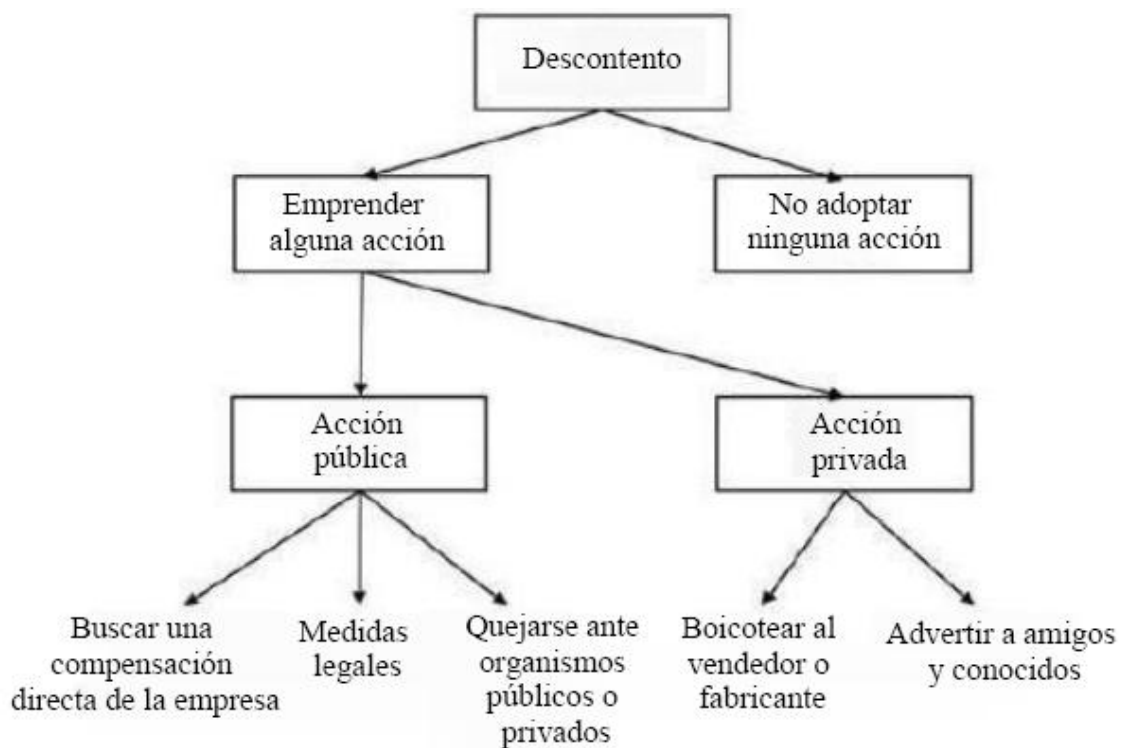 Descontento
Emprender
alguna acción
No adoptar
ninguna acción
Acción
pública
Acción
privada
Buscar una
compensación
directa de la empresa
Medidas
legales
Quejarse ante
organismos
públicos o
privados
Boicotear al
vendedor o
fabricante
Advertir a amigos
y conocidos